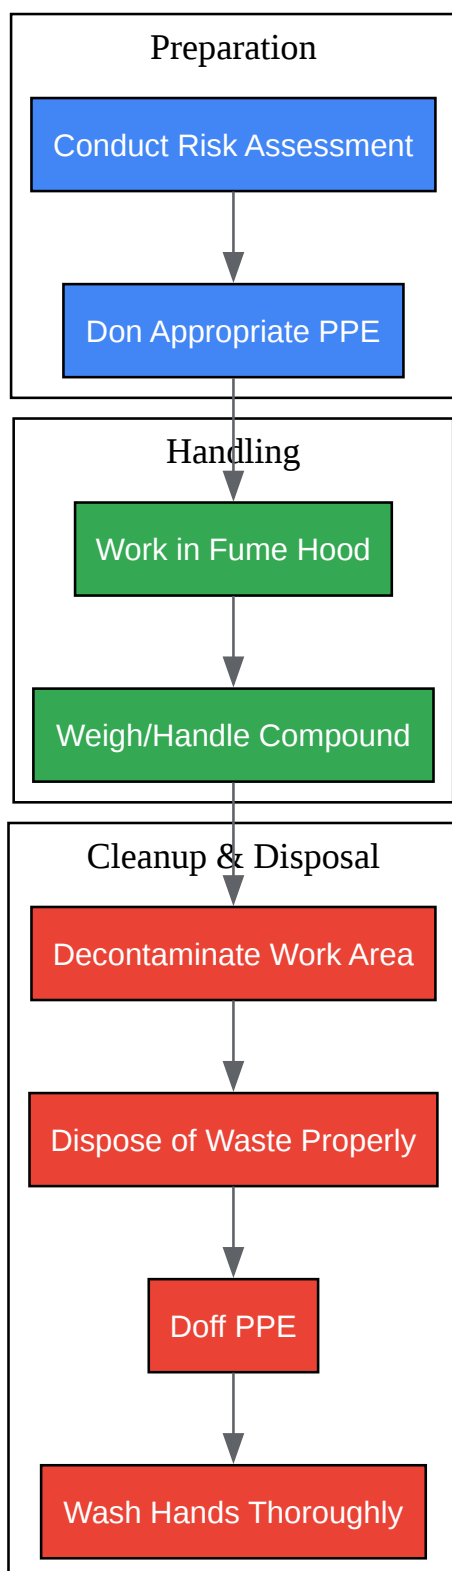 Preparation
Conduct Risk Assessment
Don Appropriate PPE
Handling
Work in Fume Hood
Weigh/Handle Compound
Cleanup & Disposal
Decontaminate Work Area
Dispose of Waste Properly
Doff PPE
Wash Hands Thoroughly